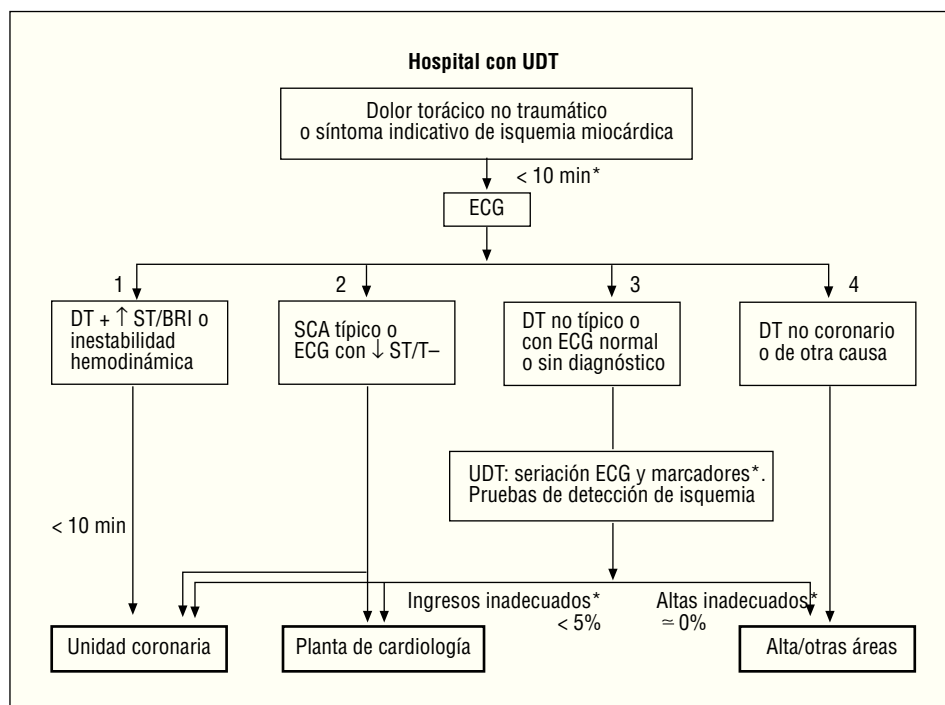 Hospital con UDT
Dolor torácico no traumático
o síntoma indicativo de isquemia miocárdica
< 10 min*
ECG
1
2
3
4
DT + ↑ ST/BRI o
inestabilidad
hemodinámica
SCA típico o
ECG con ↓ ST/T–
DT no típico o
con ECG normal
o sin diagnóstico
DT no coronario
o de otra causa
UDT: seriación ECG y marcadores*.
Pruebas de detección de isquemia
< 10 min
Ingresos inadecuados*
< 5%
Altas inadecuados*
≃ 0%
Unidad coronaria
Planta de cardiología
Alta/otras áreas